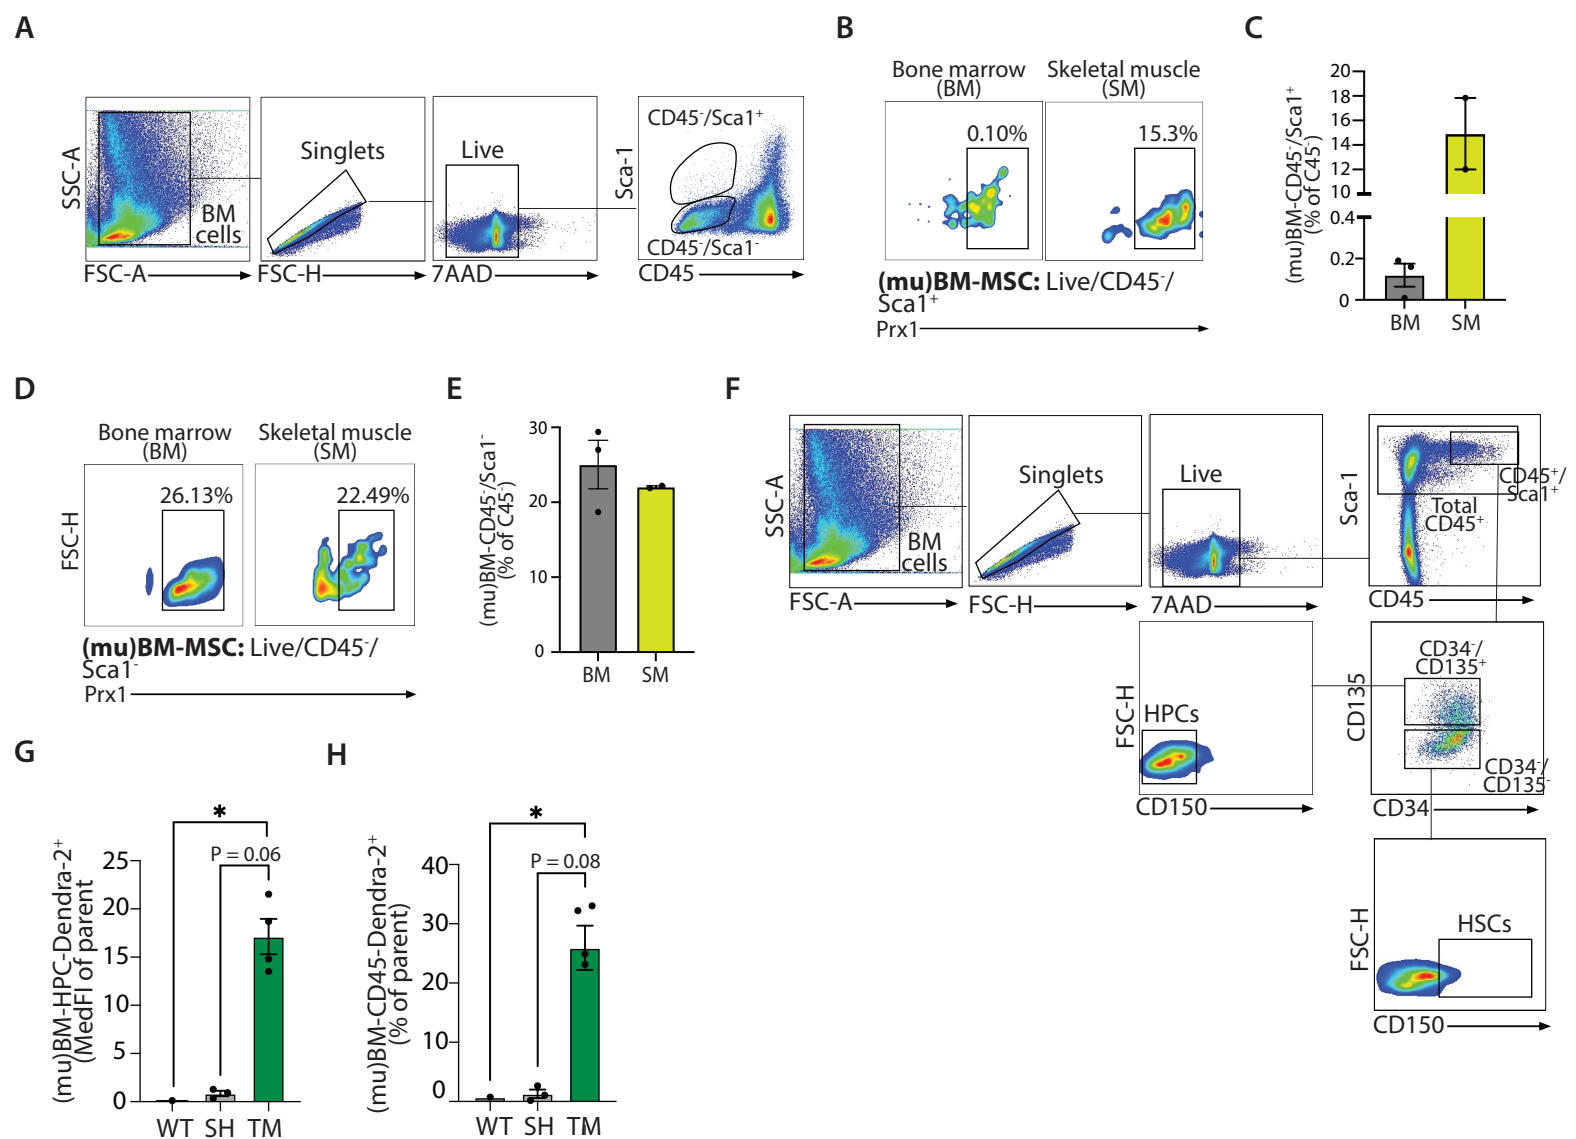 A
SSC-A
BM
cells
FSC-A
Singlets
FSC-H
Live
7AAD
Sca-1
CD45⁻/Sca1⁺
CD45⁻/Sca1⁻
CD45
B
Bone marrow
(BM)
Skeletal muscle
(SM)
0.10%
15.3%
(mu)BM-MSC: Live/CD45⁻/
Sca1⁺
Prx1
C
(mu)BM-CD45⁻/Sca1⁺
(% of C45⁻)
20
18
16
14
12
10
0.4
0.2
0
BM
SM
D
Bone marrow
(BM)
Skeletal muscle
(SM)
26.13%
22.49%
FSC-H
(mu)BM-MSC: Live/CD45⁻/
Sca1⁻
Prx1
E
(mu)BM-CD45⁻/Sca1⁻
(% of C45⁻)
30
20
10
0
BM
SM
F
SSC-A
BM
cells
FSC-A
Singlets
FSC-H
Live
7AAD
Sca-1
CD45⁺/
Sca1⁺
Total
CD45⁺
CD45
FSC-H
HPCs
CD150
CD135
CD34⁻/
CD135⁺
CD34⁻/
CD135⁻
CD34
FSC-H
HSCs
CD150
G
(mu)BM-HPC-Dendra-2⁺
(MedFI of parent
25
20
15
10
5
0
*
P = 0.06
WT
SH
TM
H
(mu)BM-CD45-Dendra-2⁺
(% of parent)
40
30
20
10
0
*
P = 0.08
WT
SH
TM